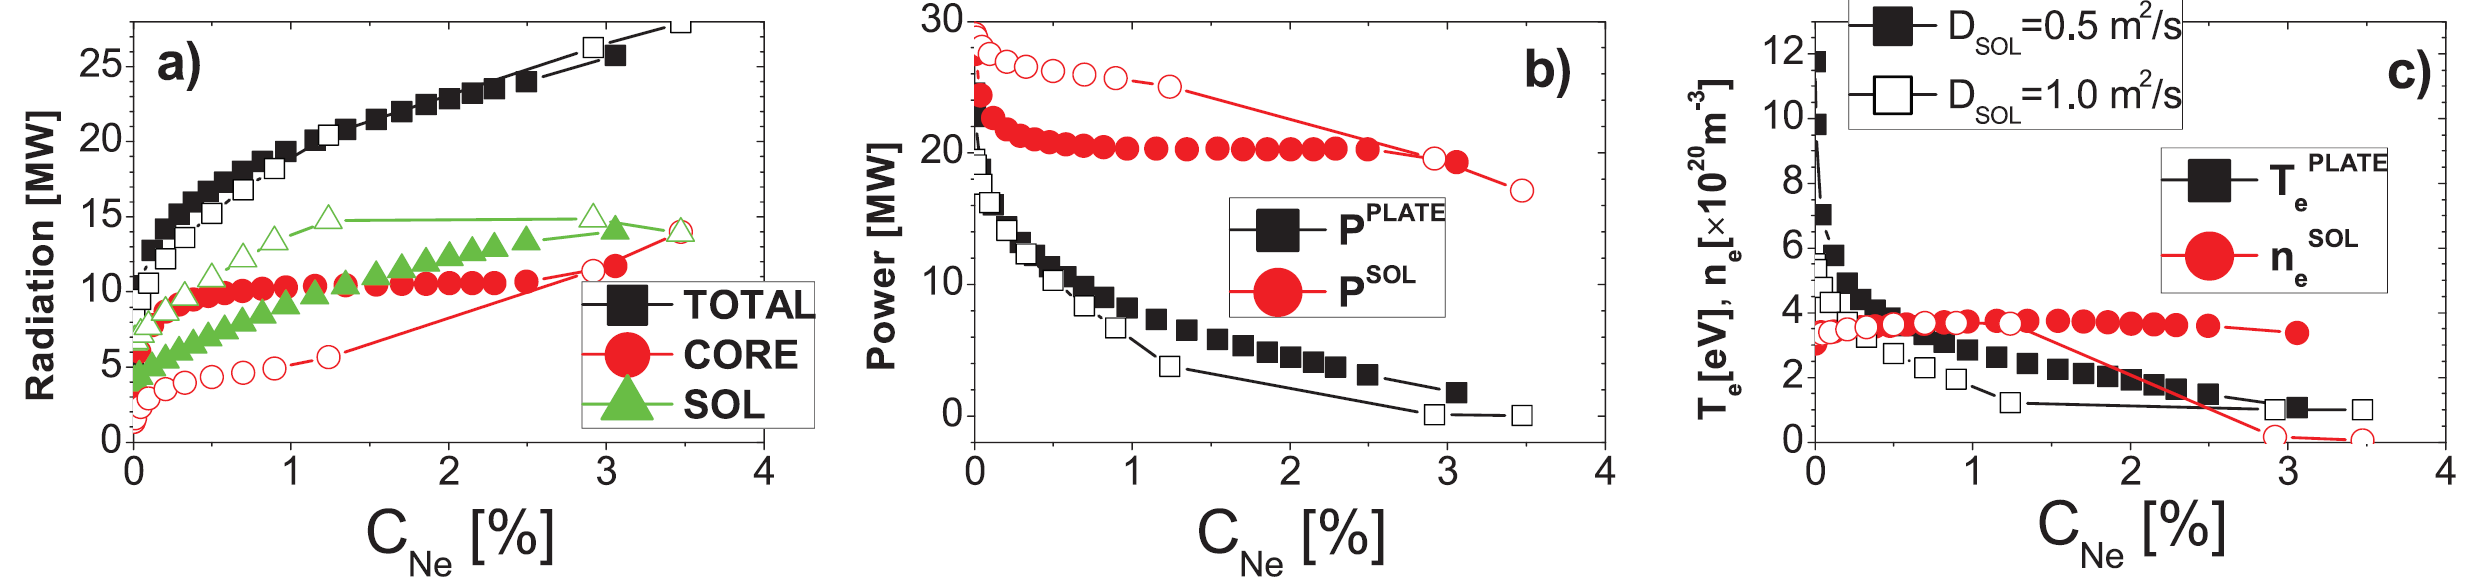 a)
Radiation [MW]
25
20
15
10
5
0
0 1 2 3 4
C_Ne [%]
TOTAL
CORE
SOL
b)
Power [MW]
30
20
10
0
0 1 2 3 4
C_Ne [%]
P^PLATE
P^SOL
c)
T_e[eV], n_e[×10^20m^-3]
12
10
8
6
4
2
0
0 1 2 3 4
C_Ne [%]
D_SOL=0.5 m^2/s
D_SOL=1.0 m^2/s
T_e^PLATE
n_e^SOL